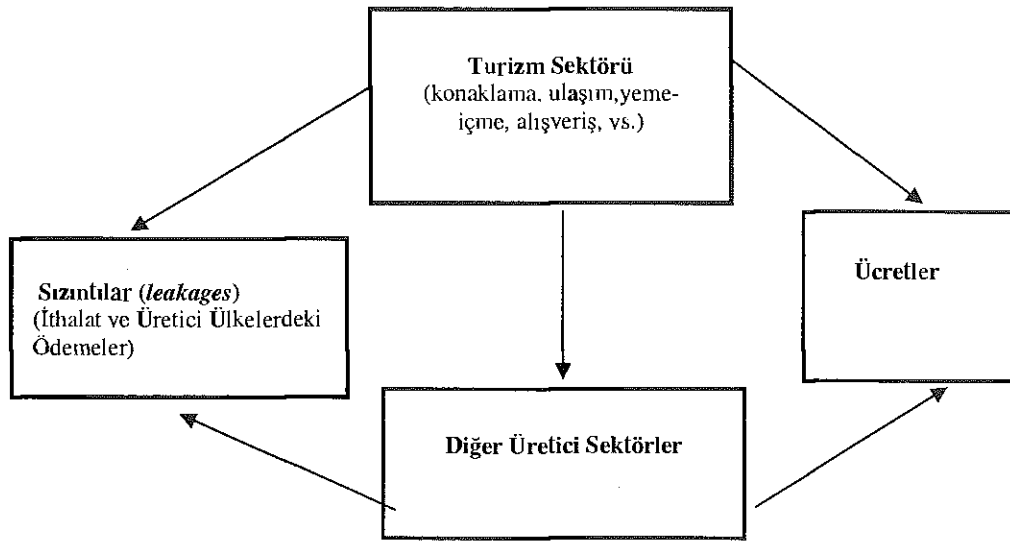 Turizm Sektörü
(konaklama, ulaşım,yeme-
içme, alışveriş, vs.)
Sızıntılar (leakages)
(İthalat ve Üretici Ülkelerdeki
Ödemeler)
Ücretler
Diğer Üretici Sektörler